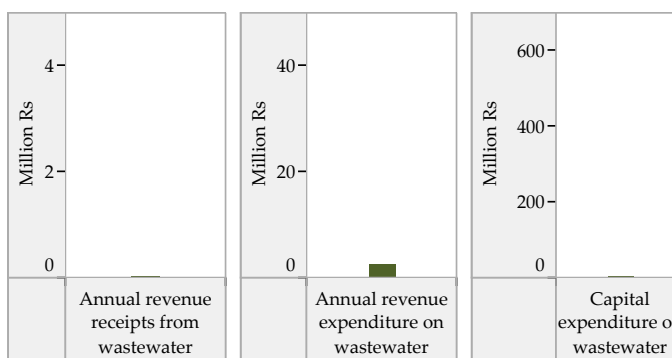 Million Rs
4
2
0
Annual revenue
receipts from
wastewater
Million Rs
40
20
0
Annual revenue
expenditure on
wastewater
Million Rs
600
400
200
0
Capital
expenditure o
wastewater